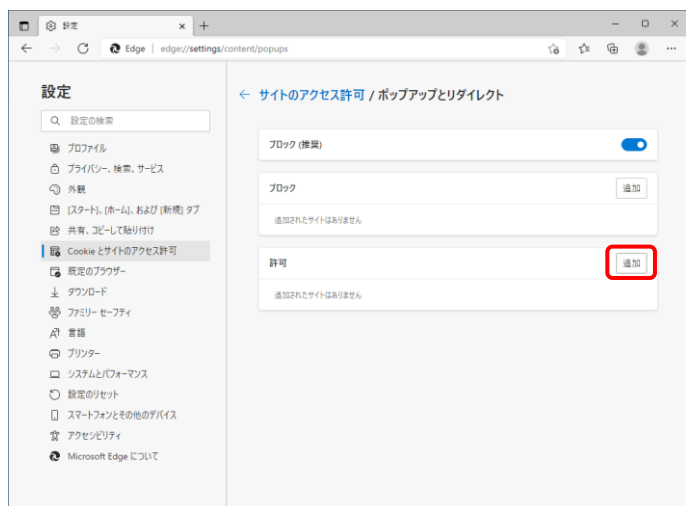 設定
Edge | edge://settings/content/popups
設定
設定の検索
プロファイル
プライバシー、検索、サービス
外観
[スタート]、[ホーム]、および [新規] タブ
共有、コピーして貼り付け
Cookie とサイトのアクセス許可
既定のブラウザー
ダウンロード
ファミリー セーフティ
言語
プリンター
システムとパフォーマンス
設定のリセット
スマートフォンとその他のデバイス
アクセシビリティ
Microsoft Edge について
サイトのアクセス許可 / ポップアップとリダイレクト
ブロック (推奨)
ブロック
追加
追加されたサイトはありません
許可
追加
追加されたサイトはありません